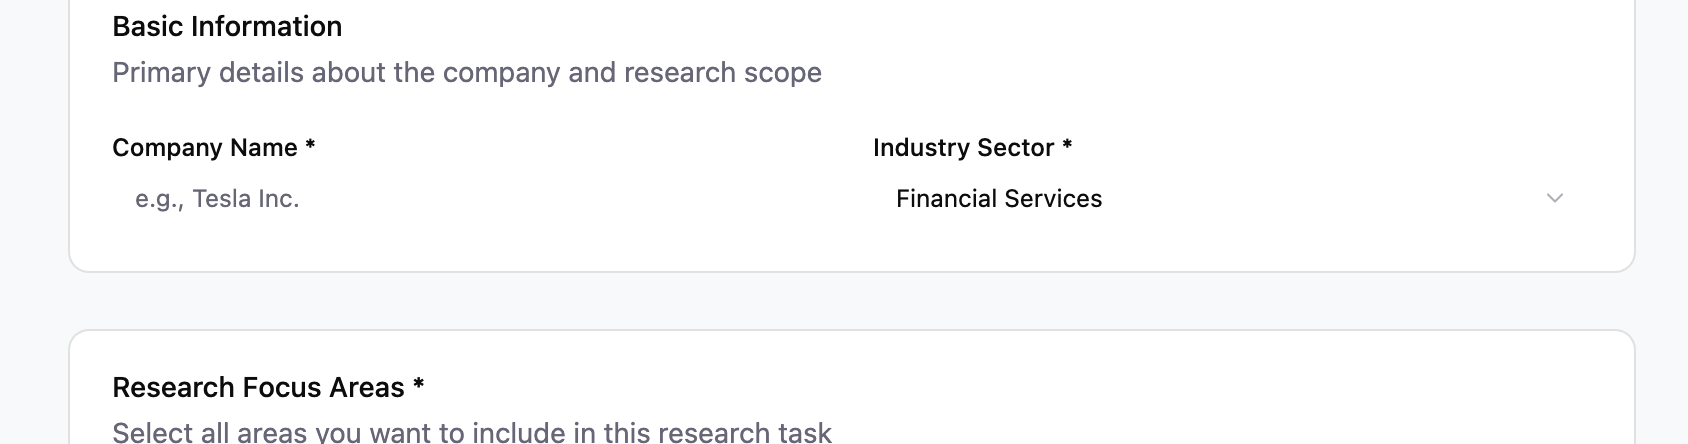 Basic Information
Primary details about the company and research scope
Company Name *
Industry Sector *
e.g., Tesla Inc.
Financial Services
Research Focus Areas *
Select all areas you want to include in this research task